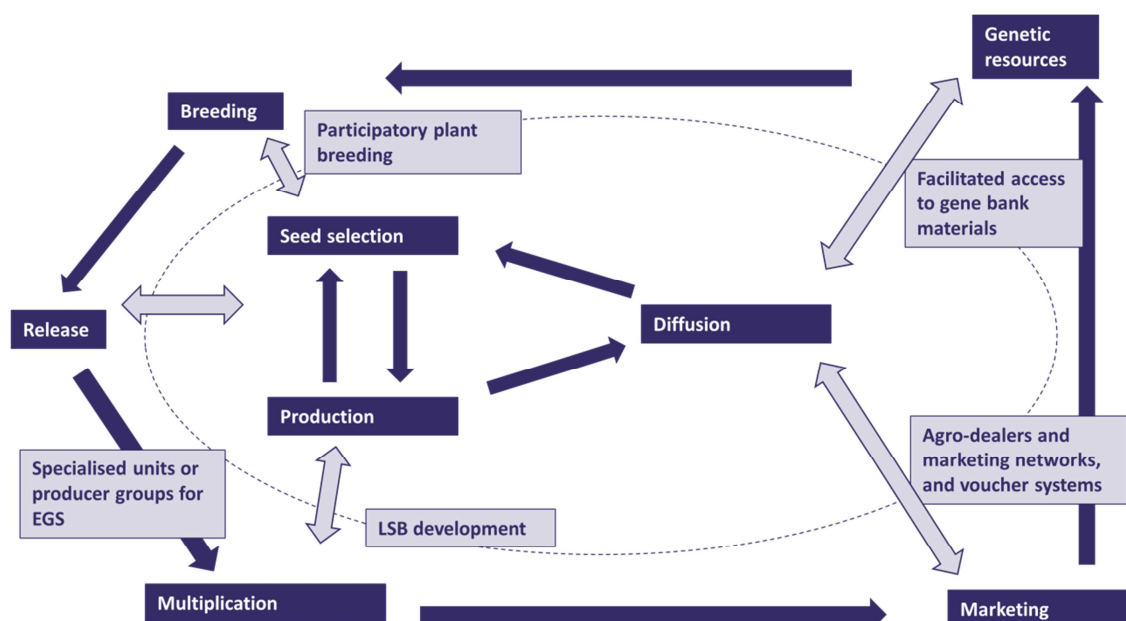 Genetic
resources
Breeding
Participatory plant
breeding
Facilitated access
to gene bank
materials
Seed selection
Release
Diffusion
Production
Agro-dealers and
marketing networks,
and voucher systems
Specialised units or
producer groups for
EGS
LSB development
Multiplication
Marketing